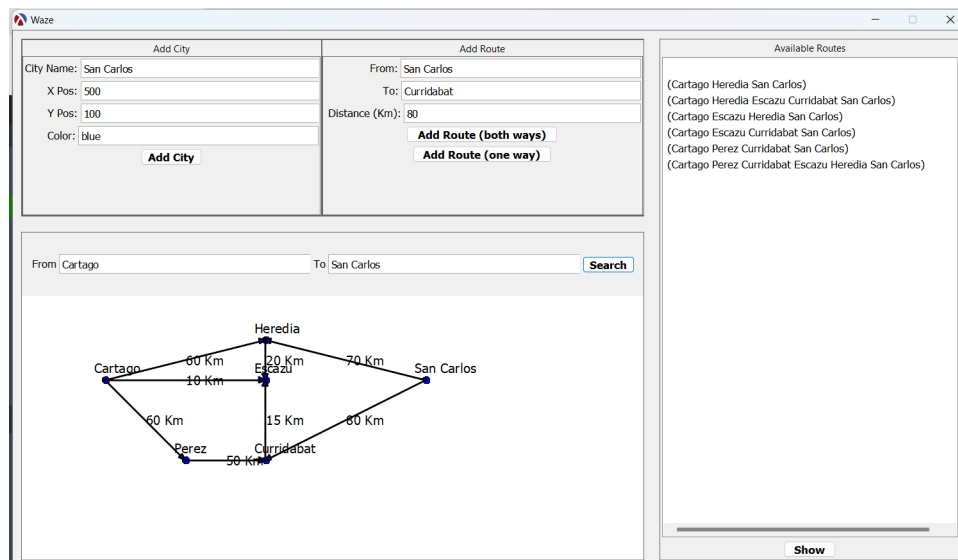 Waze
Add City
City Name: San Carlos
X Pos: 500
Y Pos: 100
Color: blue
Add City
Add Route
From: San Carlos
To: Curridabat
Distance (Km): 80
Add Route (both ways)
Add Route (one way)
From Cartago To San Carlos Search
Heredia
60 Km 20 Km 70 Km
Cartago Escazu San Carlos
10 Km
60 Km 15 Km 80 Km
Perez Curridabat
50 Km
Available Routes
(Cartago Heredia San Carlos)
(Cartago Heredia Escazu Curridabat San Carlos)
(Cartago Escazu Heredia San Carlos)
(Cartago Escazu Curridabat San Carlos)
(Cartago Perez Curridabat San Carlos)
(Cartago Perez Curridabat Escazu Heredia San Carlos)
Show